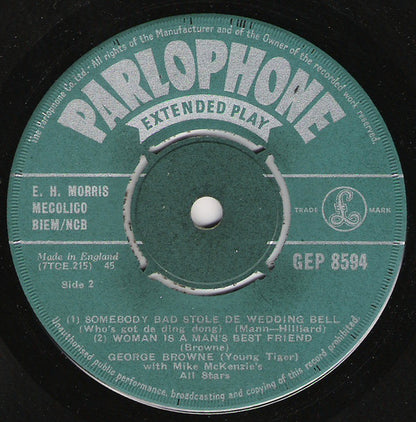 The Parlophone Co. Ltd. All rights of the Manufacturer and of the Owner of the recorded work reserved.
PARLOPHONE
EXTENDED PLAY
E. H. MORRIS
MECOLICO
BIEM/NCB
TRADE £ MARK
Made in England
(7TCE.215) 45
GEP 8594
Side 2
(1) SOMEBODY BAD STOLE DE WEDDING BELL
(Who's got de ding dong) (Mann—Hilliard)
(2) WOMAN IS A MAN'S BEST FRIEND
(Browne)
GEORGE BROWNE (Young Tiger)
with Mike McKenzie's
All Stars
Unauthorised public performance, broadcasting and copying of this record prohibited.